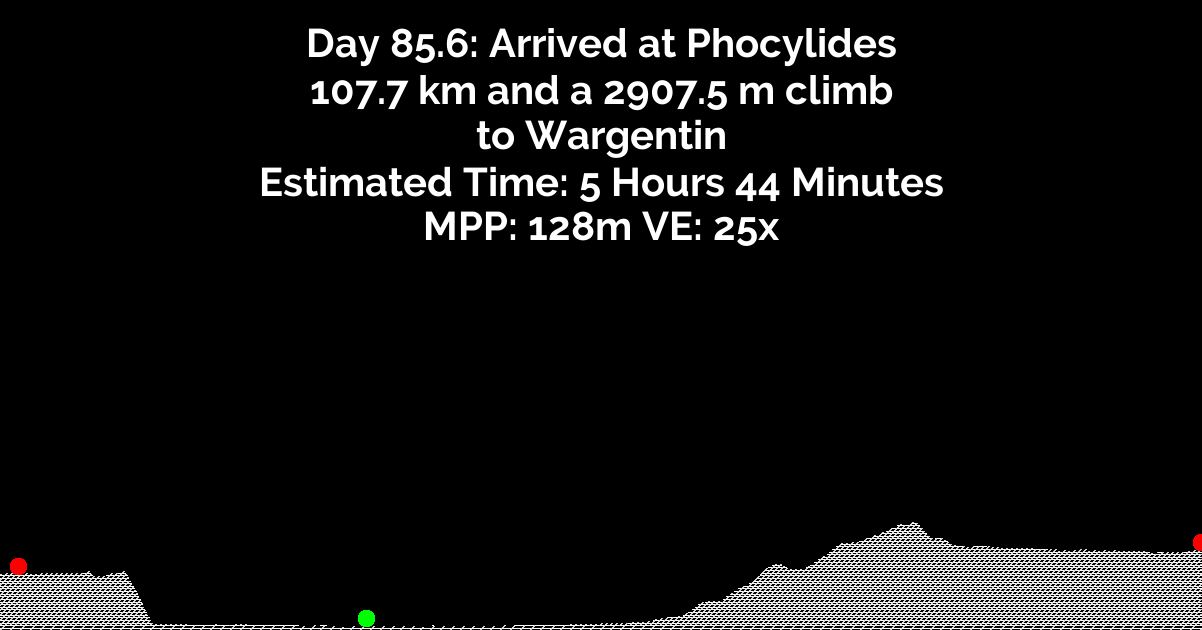 Day 85.6: Arrived at Phocylides
107.7 km and a 2907.5 m climb
to Wargentin
Estimated Time: 5 Hours 44 Minutes
MPP: 128m VE: 25x